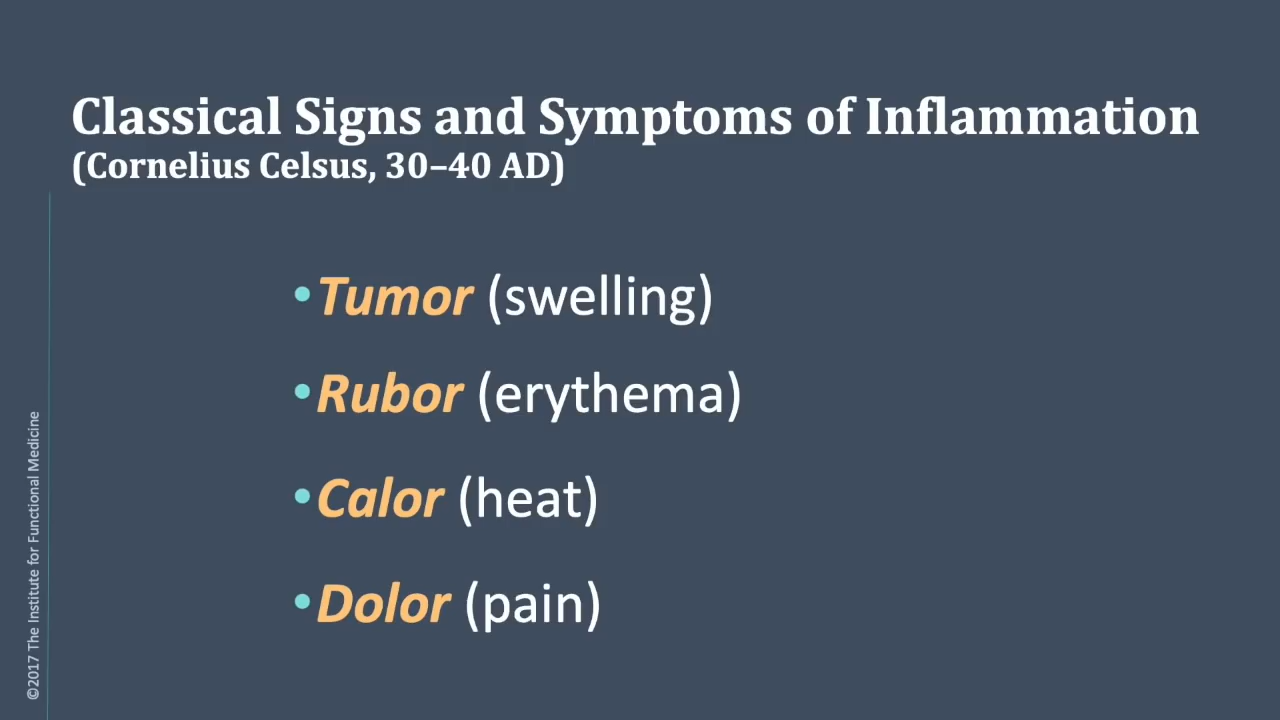 Classical Signs and Symptoms of Inflammation
(Cornelius Celsus, 30–40 AD)
•Tumor (swelling)
•Rubor (erythema)
•Calor (heat)
•Dolor (pain)
©2017 The Institute for Functional Medicine